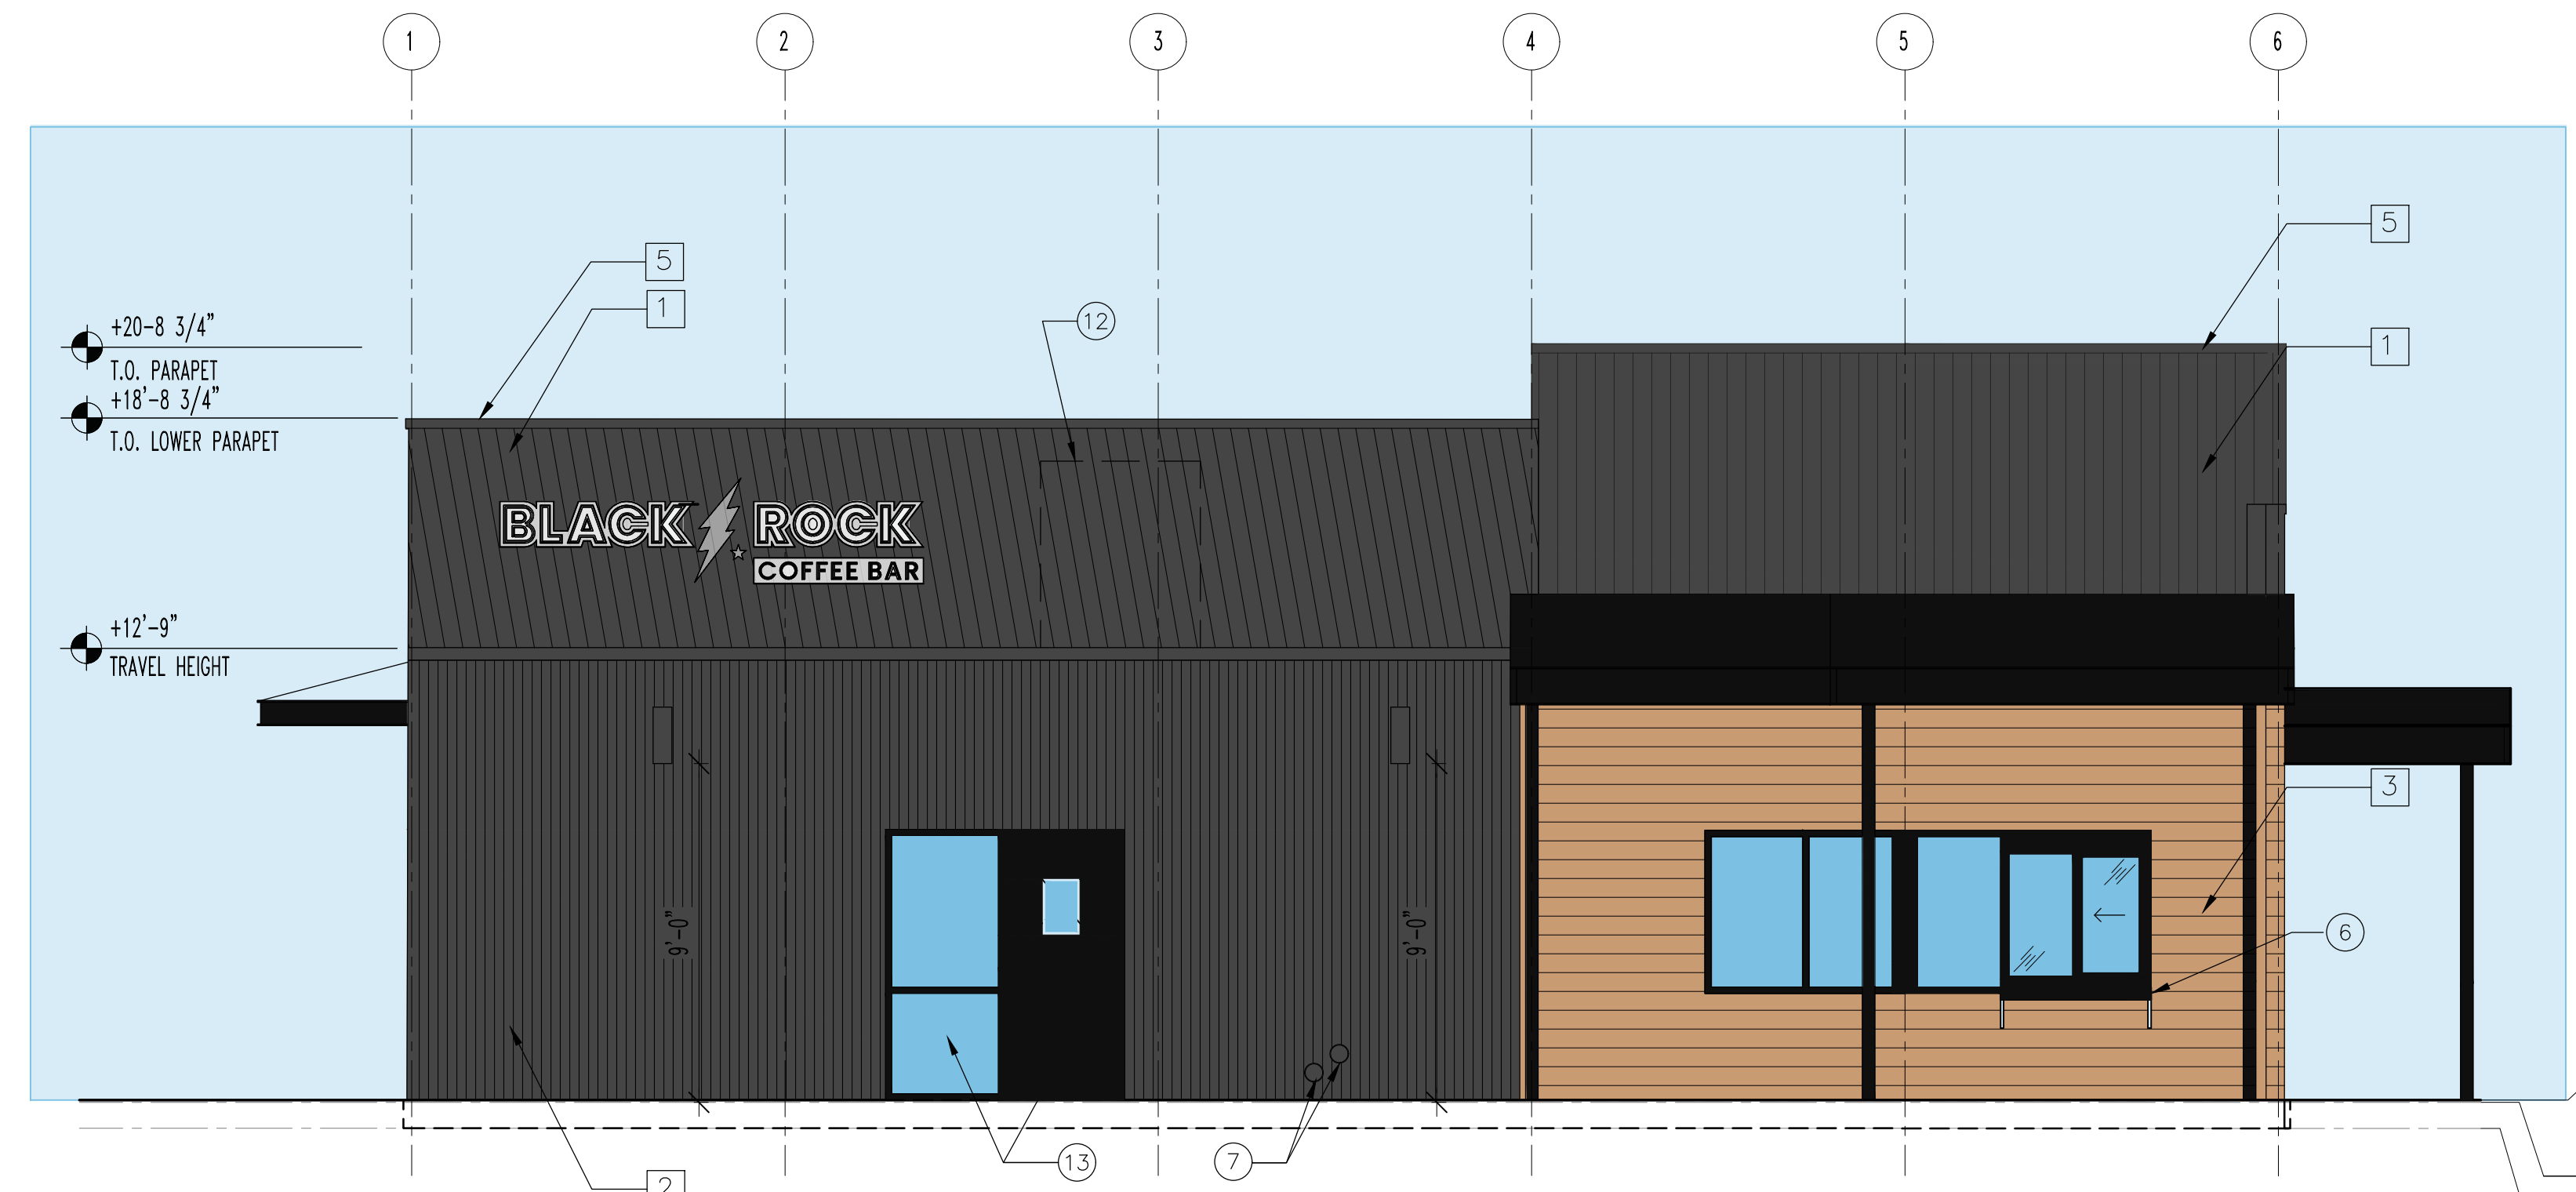 1 2 3 4 5 6
5
5
1
12
1
+20-8 3/4"
T.O. PARAPET
+18'-8 3/4"
T.O. LOWER PARAPET
BLACK ROCK
COFFEE BAR
+12'-9"
TRAVEL HEIGHT
3
9'-0"
9'-0"
6
13
7
2